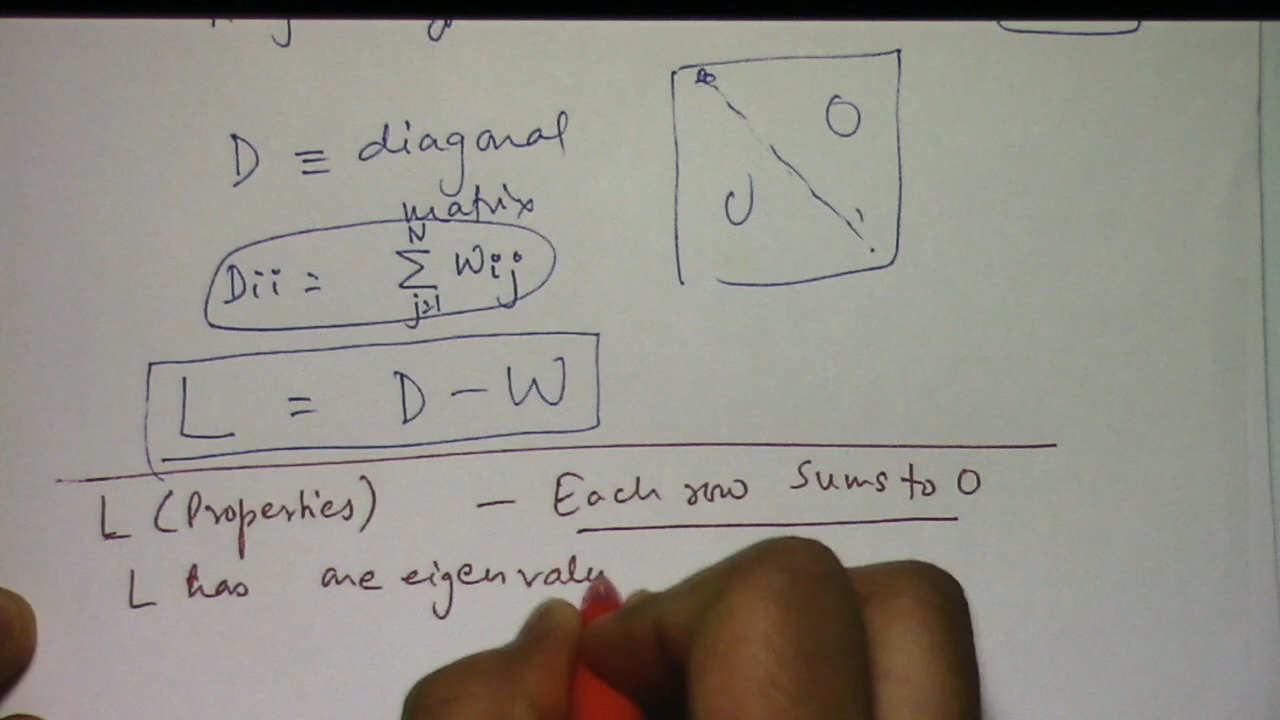 D ≡ diagonal
matrix
Dii = N∑j=1 Wij
O
O
L = D - W
L (Properties) - Each row sums to 0
L has one eigenvalu